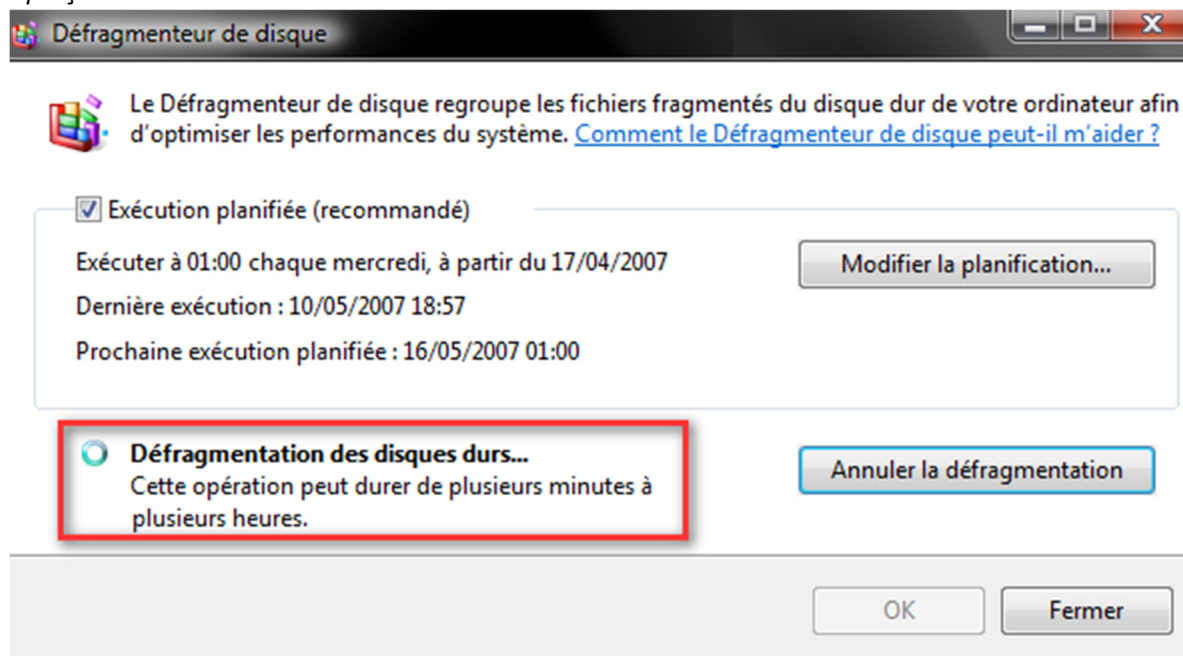 Défragmenteur de disque
Le Défragmenteur de disque regroupe les fichiers fragmentés du disque dur de votre ordinateur afin
d'optimiser les performances du système. Comment le Défragmenteur de disque peut-il m'aider ?
Exécution planifiée (recommandé)
Exécuter à 01:00 chaque mercredi, à partir du 17/04/2007
Modifier la planification...
Dernière exécution : 10/05/2007 18:57
Prochaine exécution planifiée : 16/05/2007 01:00
Défragmentation des disques durs...
Cette opération peut durer de plusieurs minutes à
plusieurs heures.
Annuler la défragmentation
OK
Fermer